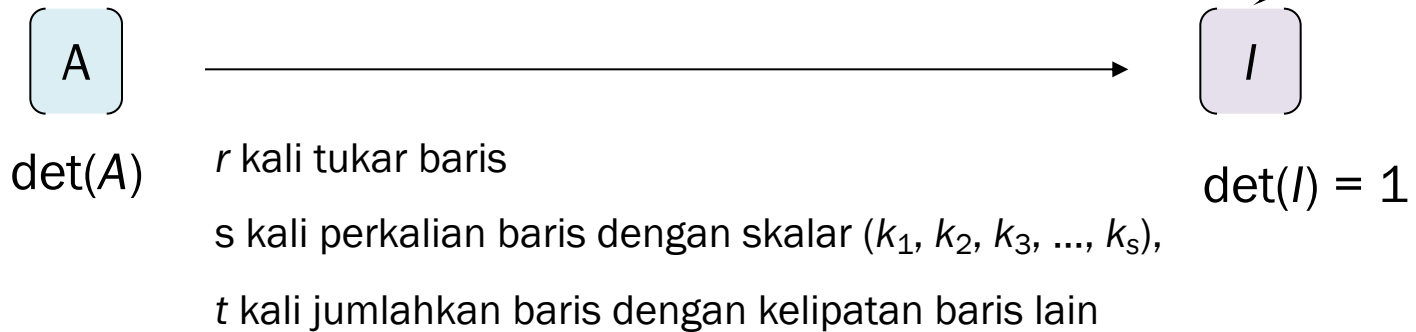 A
I
det(A)
r kali tukar baris
det(I) = 1
s kali perkalian baris dengan skalar (k₁, k₂, k₃, ..., kₛ),
t kali jumlahkan baris dengan kelipatan baris lain